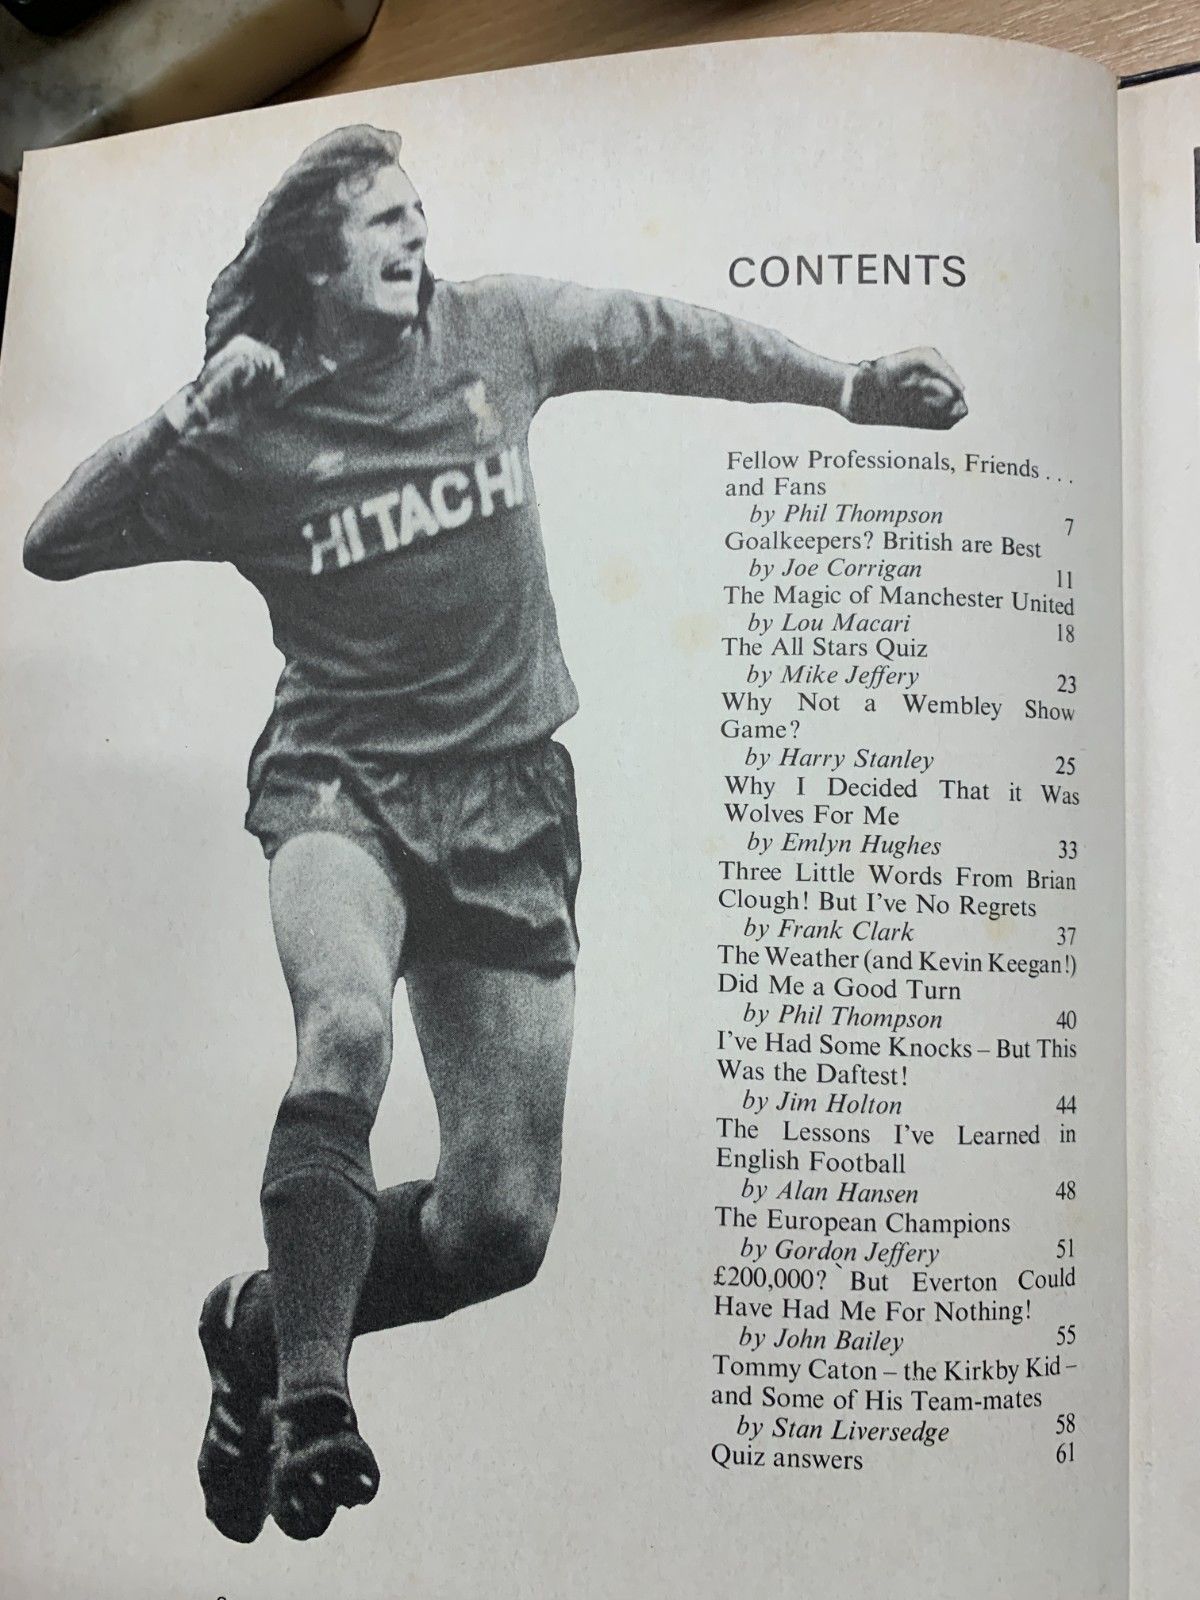 CONTENTS
HITACHI
Fellow Professionals, Friends . . .
and Fans
by Phil Thompson 7
Goalkeepers? British are Best
by Joe Corrigan 11
The Magic of Manchester United
by Lou Macari 18
The All Stars Quiz
by Mike Jeffery 23
Why Not a Wembley Show
Game?
by Harry Stanley 25
Why I Decided That it Was
Wolves For Me
by Emlyn Hughes 33
Three Little Words From Brian
Clough! But I've No Regrets
by Frank Clark 37
The Weather (and Kevin Keegan!)
Did Me a Good Turn
by Phil Thompson 40
I've Had Some Knocks – But This
Was the Daftest!
by Jim Holton 44
The Lessons I've Learned in
English Football
by Alan Hansen 48
The European Champions
by Gordon Jeffery 51
£200,000? But Everton Could
Have Had Me For Nothing!
by John Bailey 55
Tommy Caton – the Kirkby Kid –
and Some of His Team-mates
by Stan Liversedge 58
Quiz answers 61